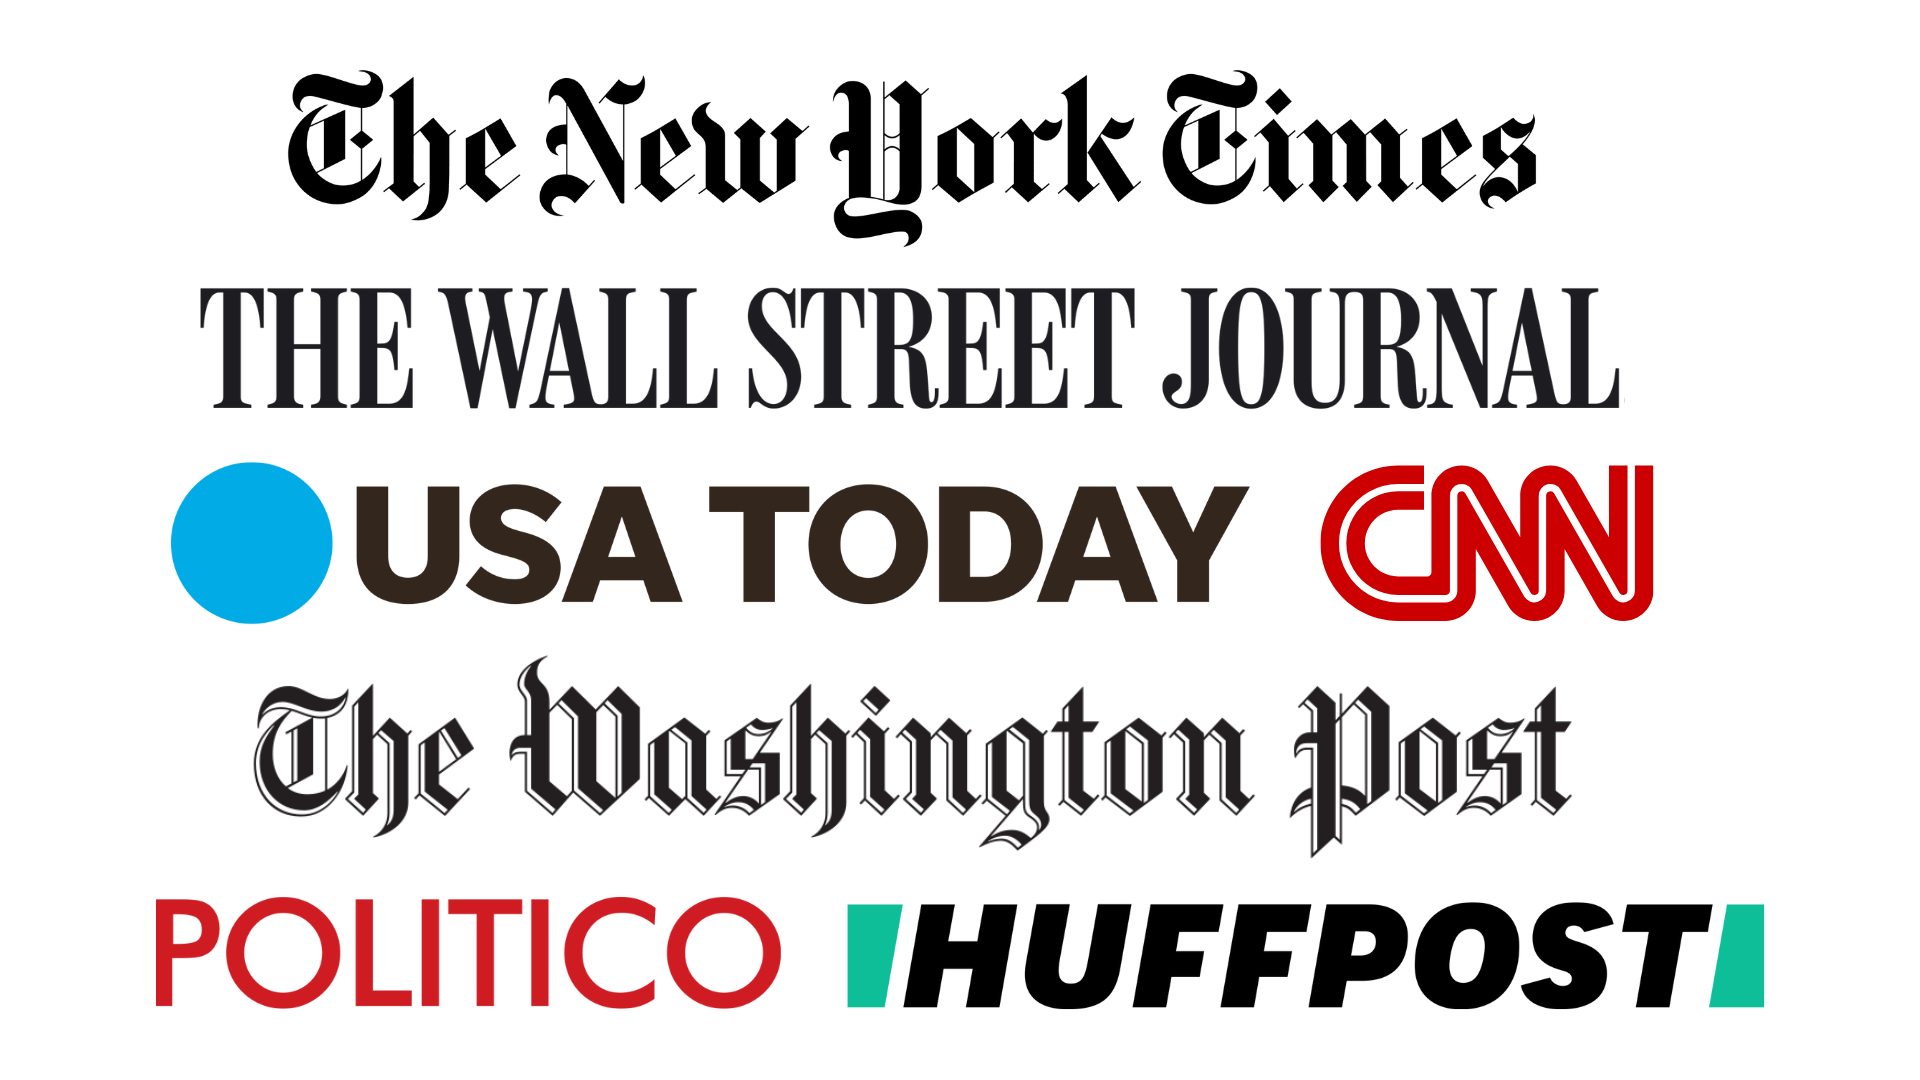 The New York Times
THE WALL STREET JOURNAL
USA TODAY CNN
The Washington Post
POLITICO HUFFPOST